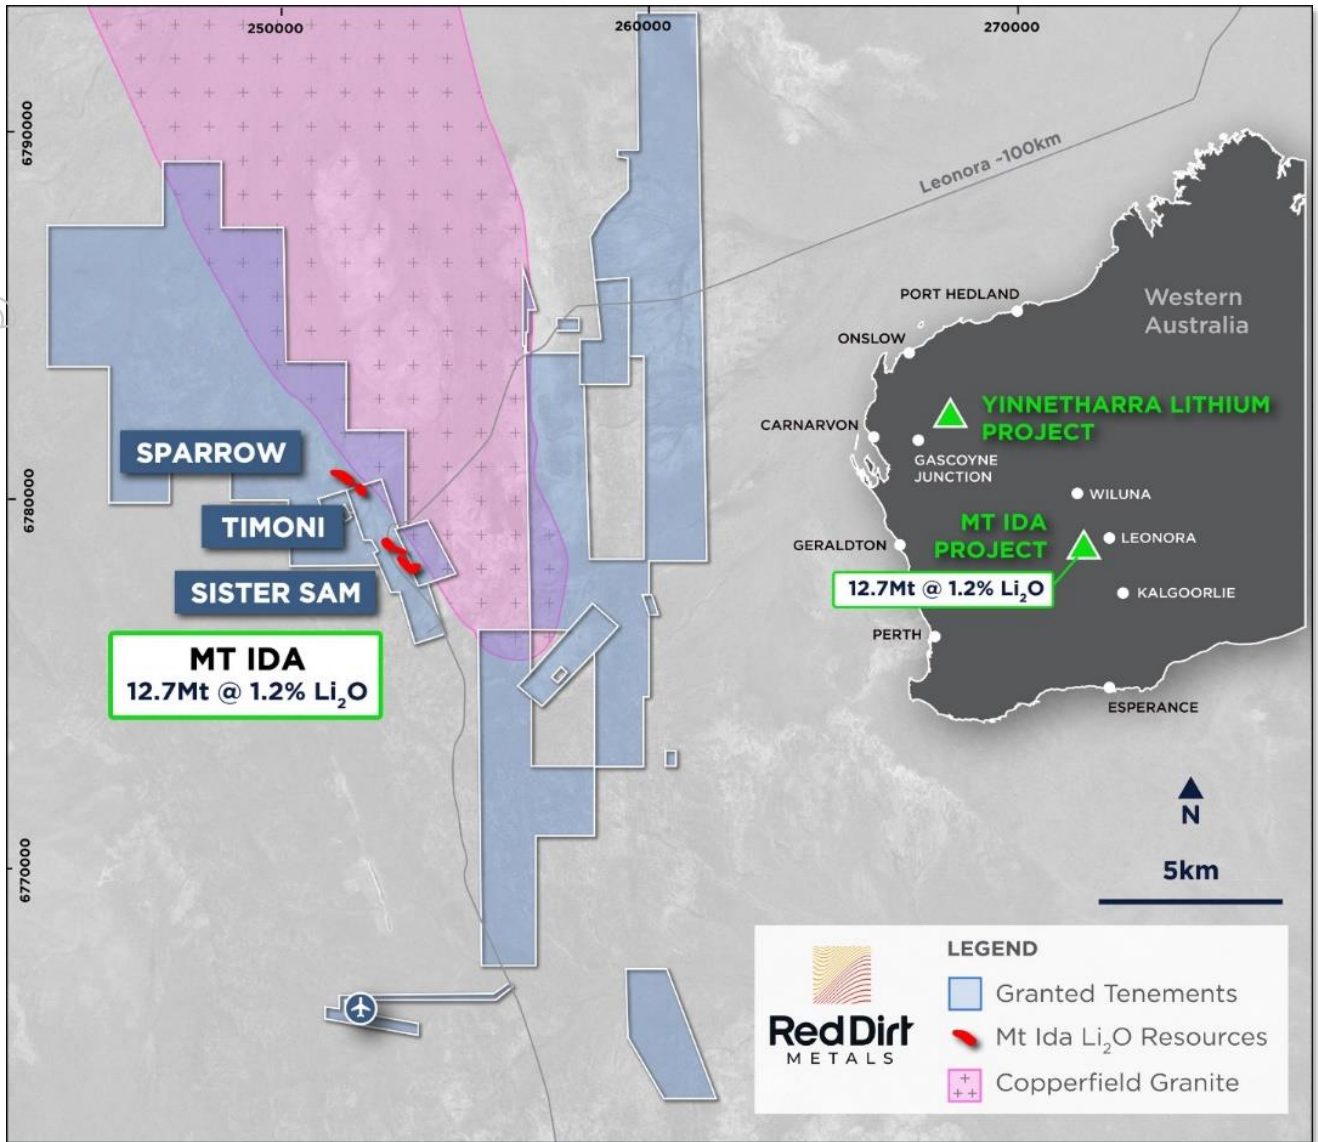 250000
260000
270000
6790000
6780000
6770000
Leonora ~100km
SPARROW
TIMONI
SISTER SAM
MT IDA
12.7Mt @ 1.2% Li₂O
Western
Australia
PORT HEDLAND
ONSLOW
CARNARVON
YINNETHARRA LITHIUM
PROJECT
GASCOYNE
JUNCTION
WILUNA
MT IDA
PROJECT
LEONORA
GERALDTON
12.7Mt @ 1.2% Li₂O
KALGOORLIE
PERTH
ESPERANCE
N
5km
Red Dirt
METALS
LEGEND
Granted Tenements
Mt Ida Li₂O Resources
Copperfield Granite